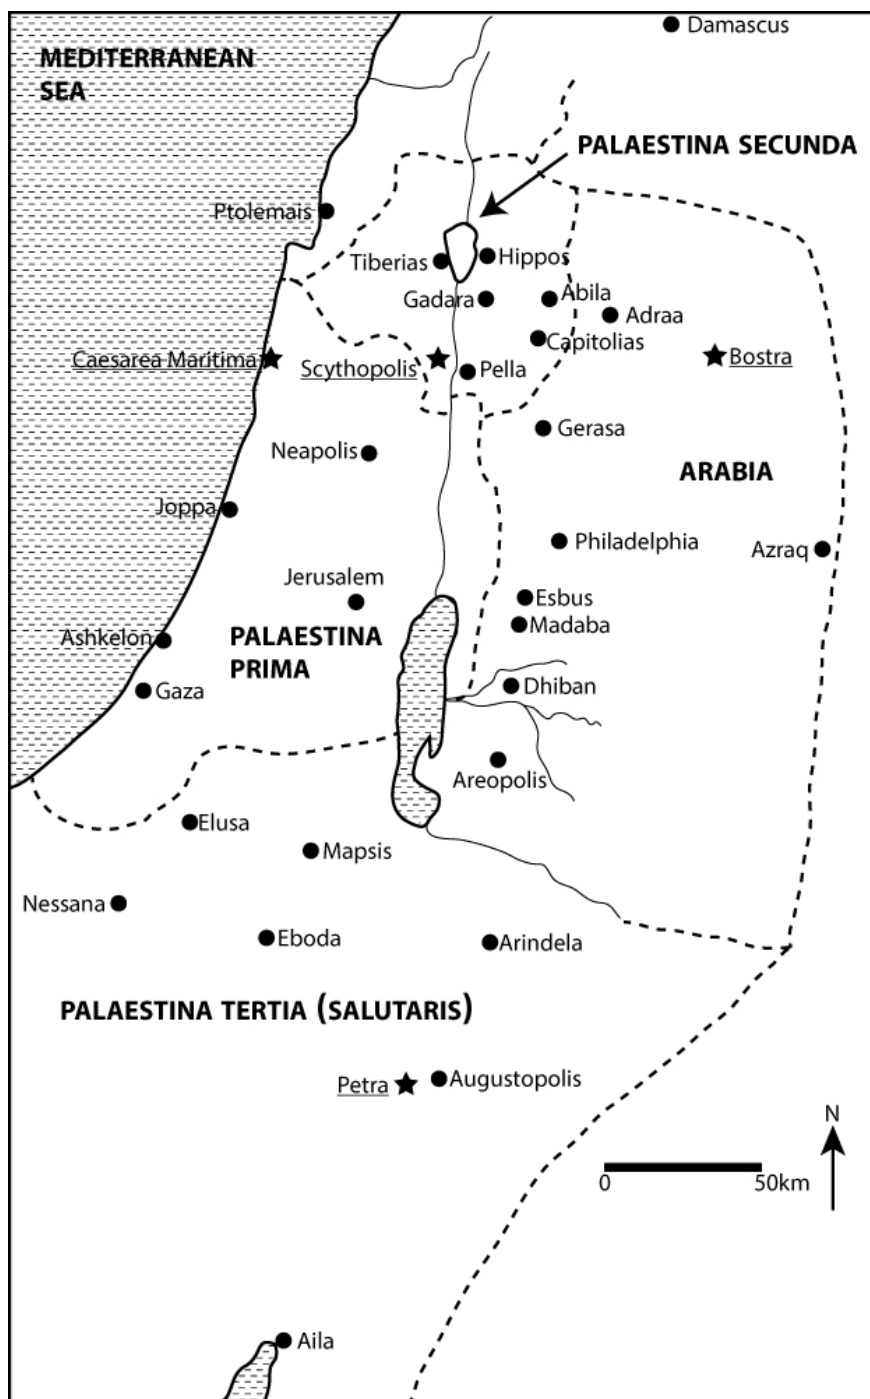 Damascus
MEDITERRANEAN
SEA
PALAESTINA SECUNDA
Ptolemais
Tiberias
Hippos
Gadara
Abila
Adraa
Capitolias
Caesarea Maritima
Scythopolis
Pella
Bostra
Gerasa
Neapolis
ARABIA
Joppa
Philadelphia
Azraq
Jerusalem
Esbus
Madaba
Ashkelon
PALAESTINA
PRIMA
Gaza
Dhiban
Areopolis
Elusa
Mapsis
Nessana
Eboda
Arindela
PALAESTINA TERTIA (SALUTARIS)
Petra
Augustopolis
N
0
50km
Aila